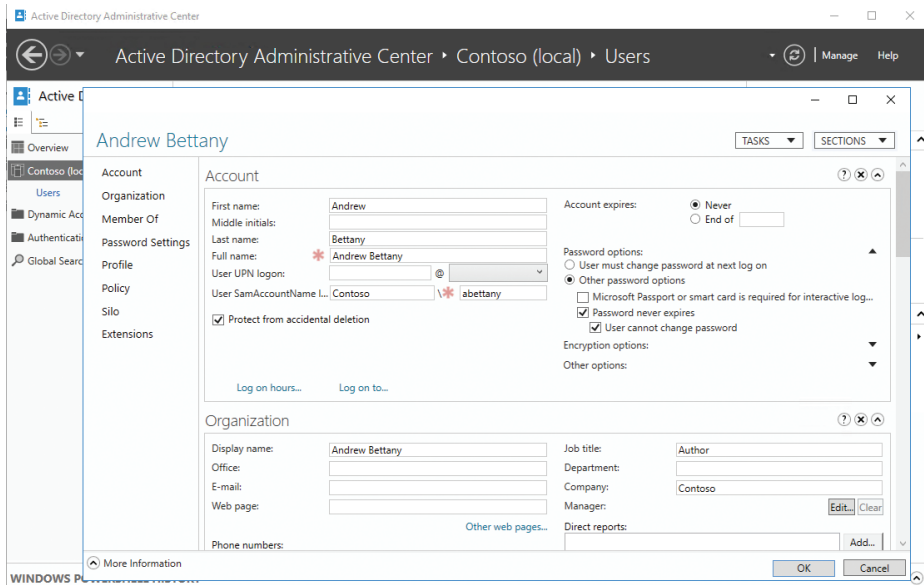 Active Directory Administrative Center
Active Directory Administrative Center • Contoso (local) • Users
Manage
Help
Active D
Overview
Contoso (loc
Users
Dynamic Acc
Authenticati
Global Searc
Andrew Bettany
TASKS
SECTIONS
Account
Organization
Member Of
Password Settings
Profile
Policy
Silo
Extensions
Account
First name: Andrew
Middle initials:
Last name: Bettany
Full name: * Andrew Bettany
User UPN logon: @
User SamAccountName l... Contoso \* abettany
Protect from accidental deletion
Log on hours... Log on to...
Account expires: Never
End of
Password options:
User must change password at next log on
Other password options
Microsoft Passport or smart card is required for interactive log...
Password never expires
User cannot change password
Encryption options:
Other options:
Organization
Display name: Andrew Bettany
Office:
E-mail:
Web page:
Other web pages...
Phone numbers:
Job title: Author
Department:
Company: Contoso
Manager: Edit... Clear
Direct reports:
Add...
More Information
OK Cancel
WINDOWS